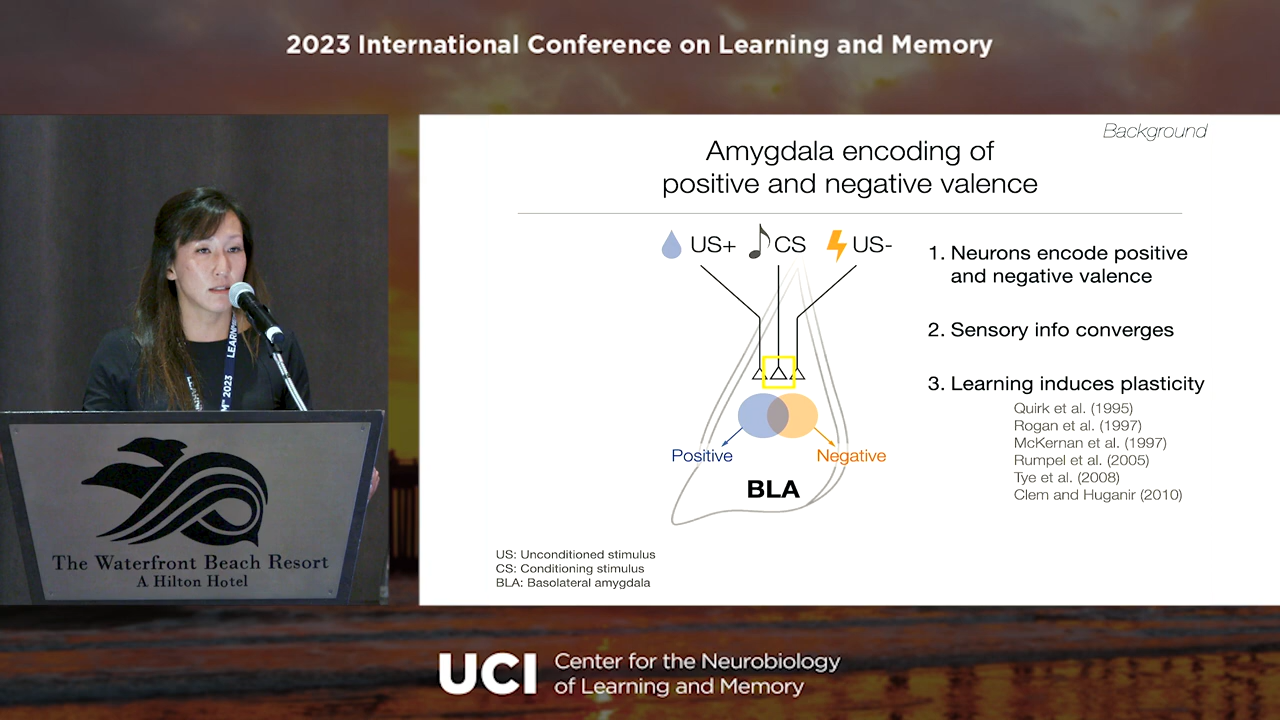 2023 International Conference on Learning and Memory
Background
Amygdala encoding of
positive and negative valence
US+ CS US-
1. Neurons encode positive
and negative valence
2. Sensory info converges
3. Learning induces plasticity
Quirk et al. (1995)
Rogan et al. (1997)
McKernan et al. (1997)
Rumpel et al. (2005)
Tye et al. (2008)
Clem and Huganir (2010)
Positive Negative
BLA
US: Unconditioned stimulus
CS: Conditioning stimulus
BLA: Basolateral amygdala
The Waterfront Beach Resort
A Hilton Hotel
UCI Center for the Neurobiology
of Learning and Memory